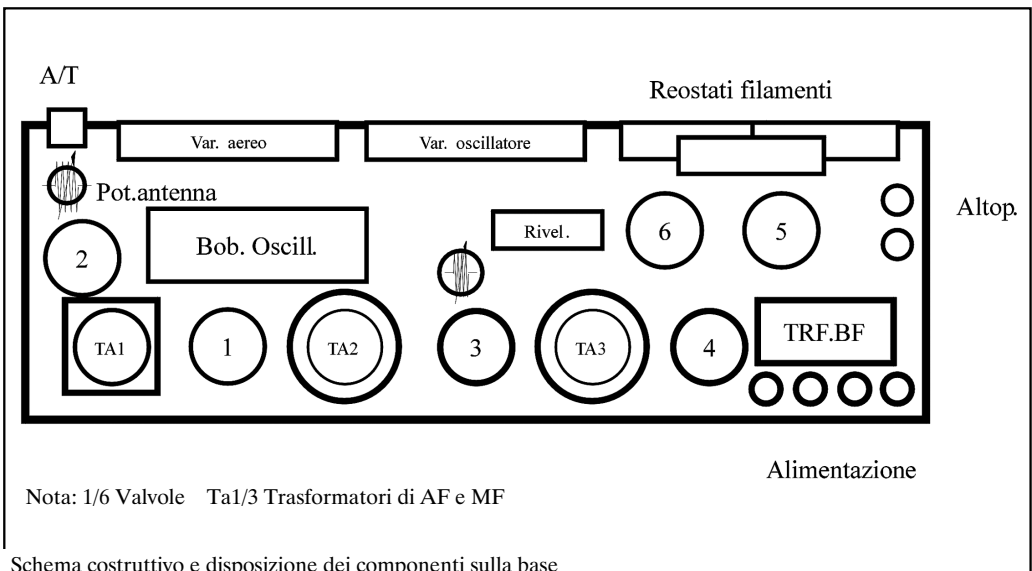 A/T
Reostati filamenti
Var. aereo
Var. oscillatore
Pot.antenna
Altop.
Rivel.
6
5
2
Bob. Oscill.
TA1
1
TA2
3
TA3
4
TRF.BF
Alimentazione
Nota: 1/6 Valvole Ta1/3 Trasformatori di AF e MF
Schema costruttivo e disposizione dei componenti sulla base